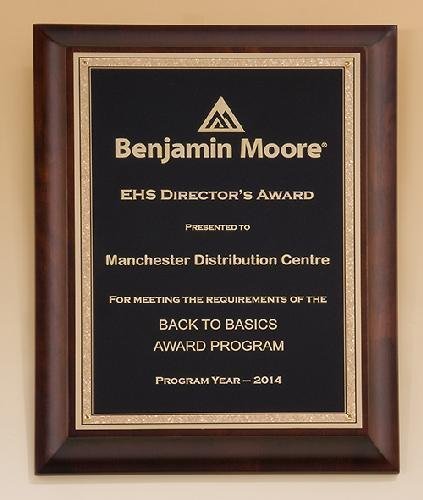 Benjamin Moore®
EHS DIRECTOR'S AWARD
PRESENTED TO
Manchester Distribution Centre
FOR MEETING THE REQUIREMENTS OF THE
BACK TO BASICS
AWARD PROGRAM
PROGRAM YEAR – 2014